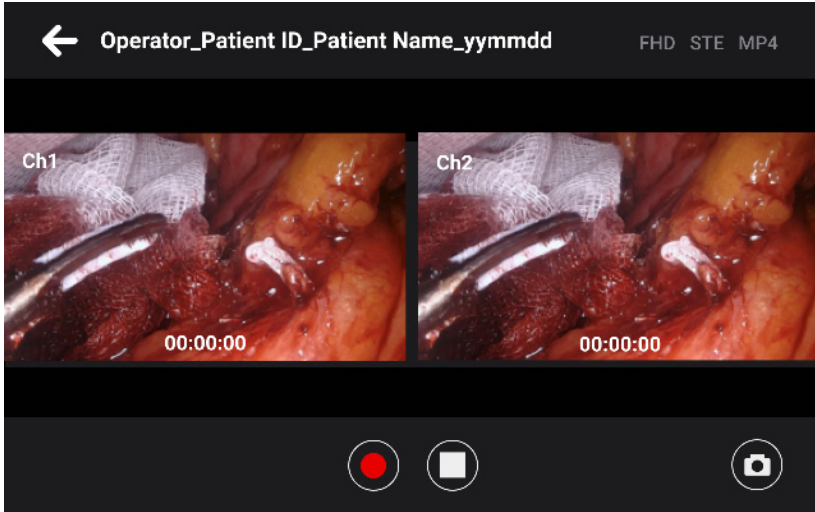 Operator_Patient ID_Patient Name_yymmdd
FHD STE MP4
Ch1
Ch2
00:00:00
00:00:00